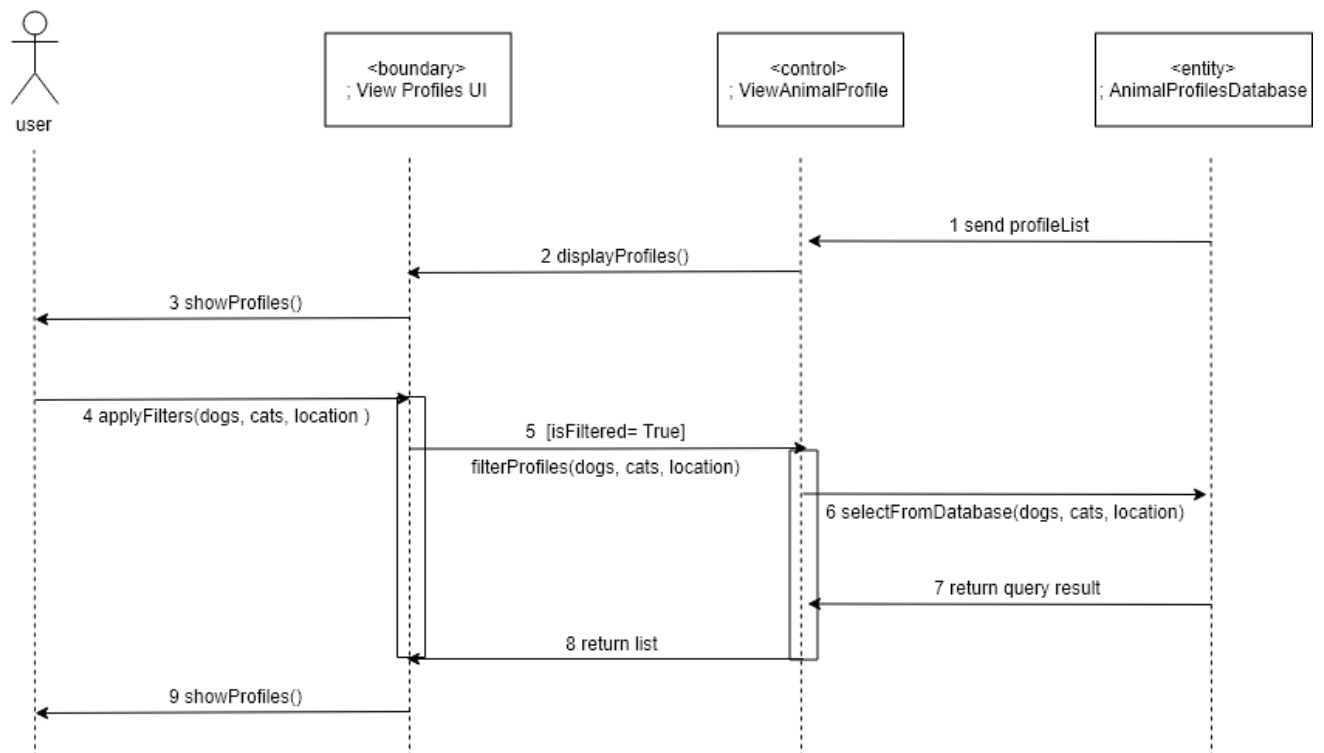 user
<boundary>
; View Profiles UI
<control>
; ViewAnimalProfile
<entity>
; AnimalProfilesDatabase
1 send profileList
2 displayProfiles()
3 showProfiles()
4 applyFilters(dogs, cats, location )
5  [isFiltered= True]
filterProfiles(dogs, cats, location)
6 selectFromDatabase(dogs, cats, location)
7 return query result
8 return list
9 showProfiles()